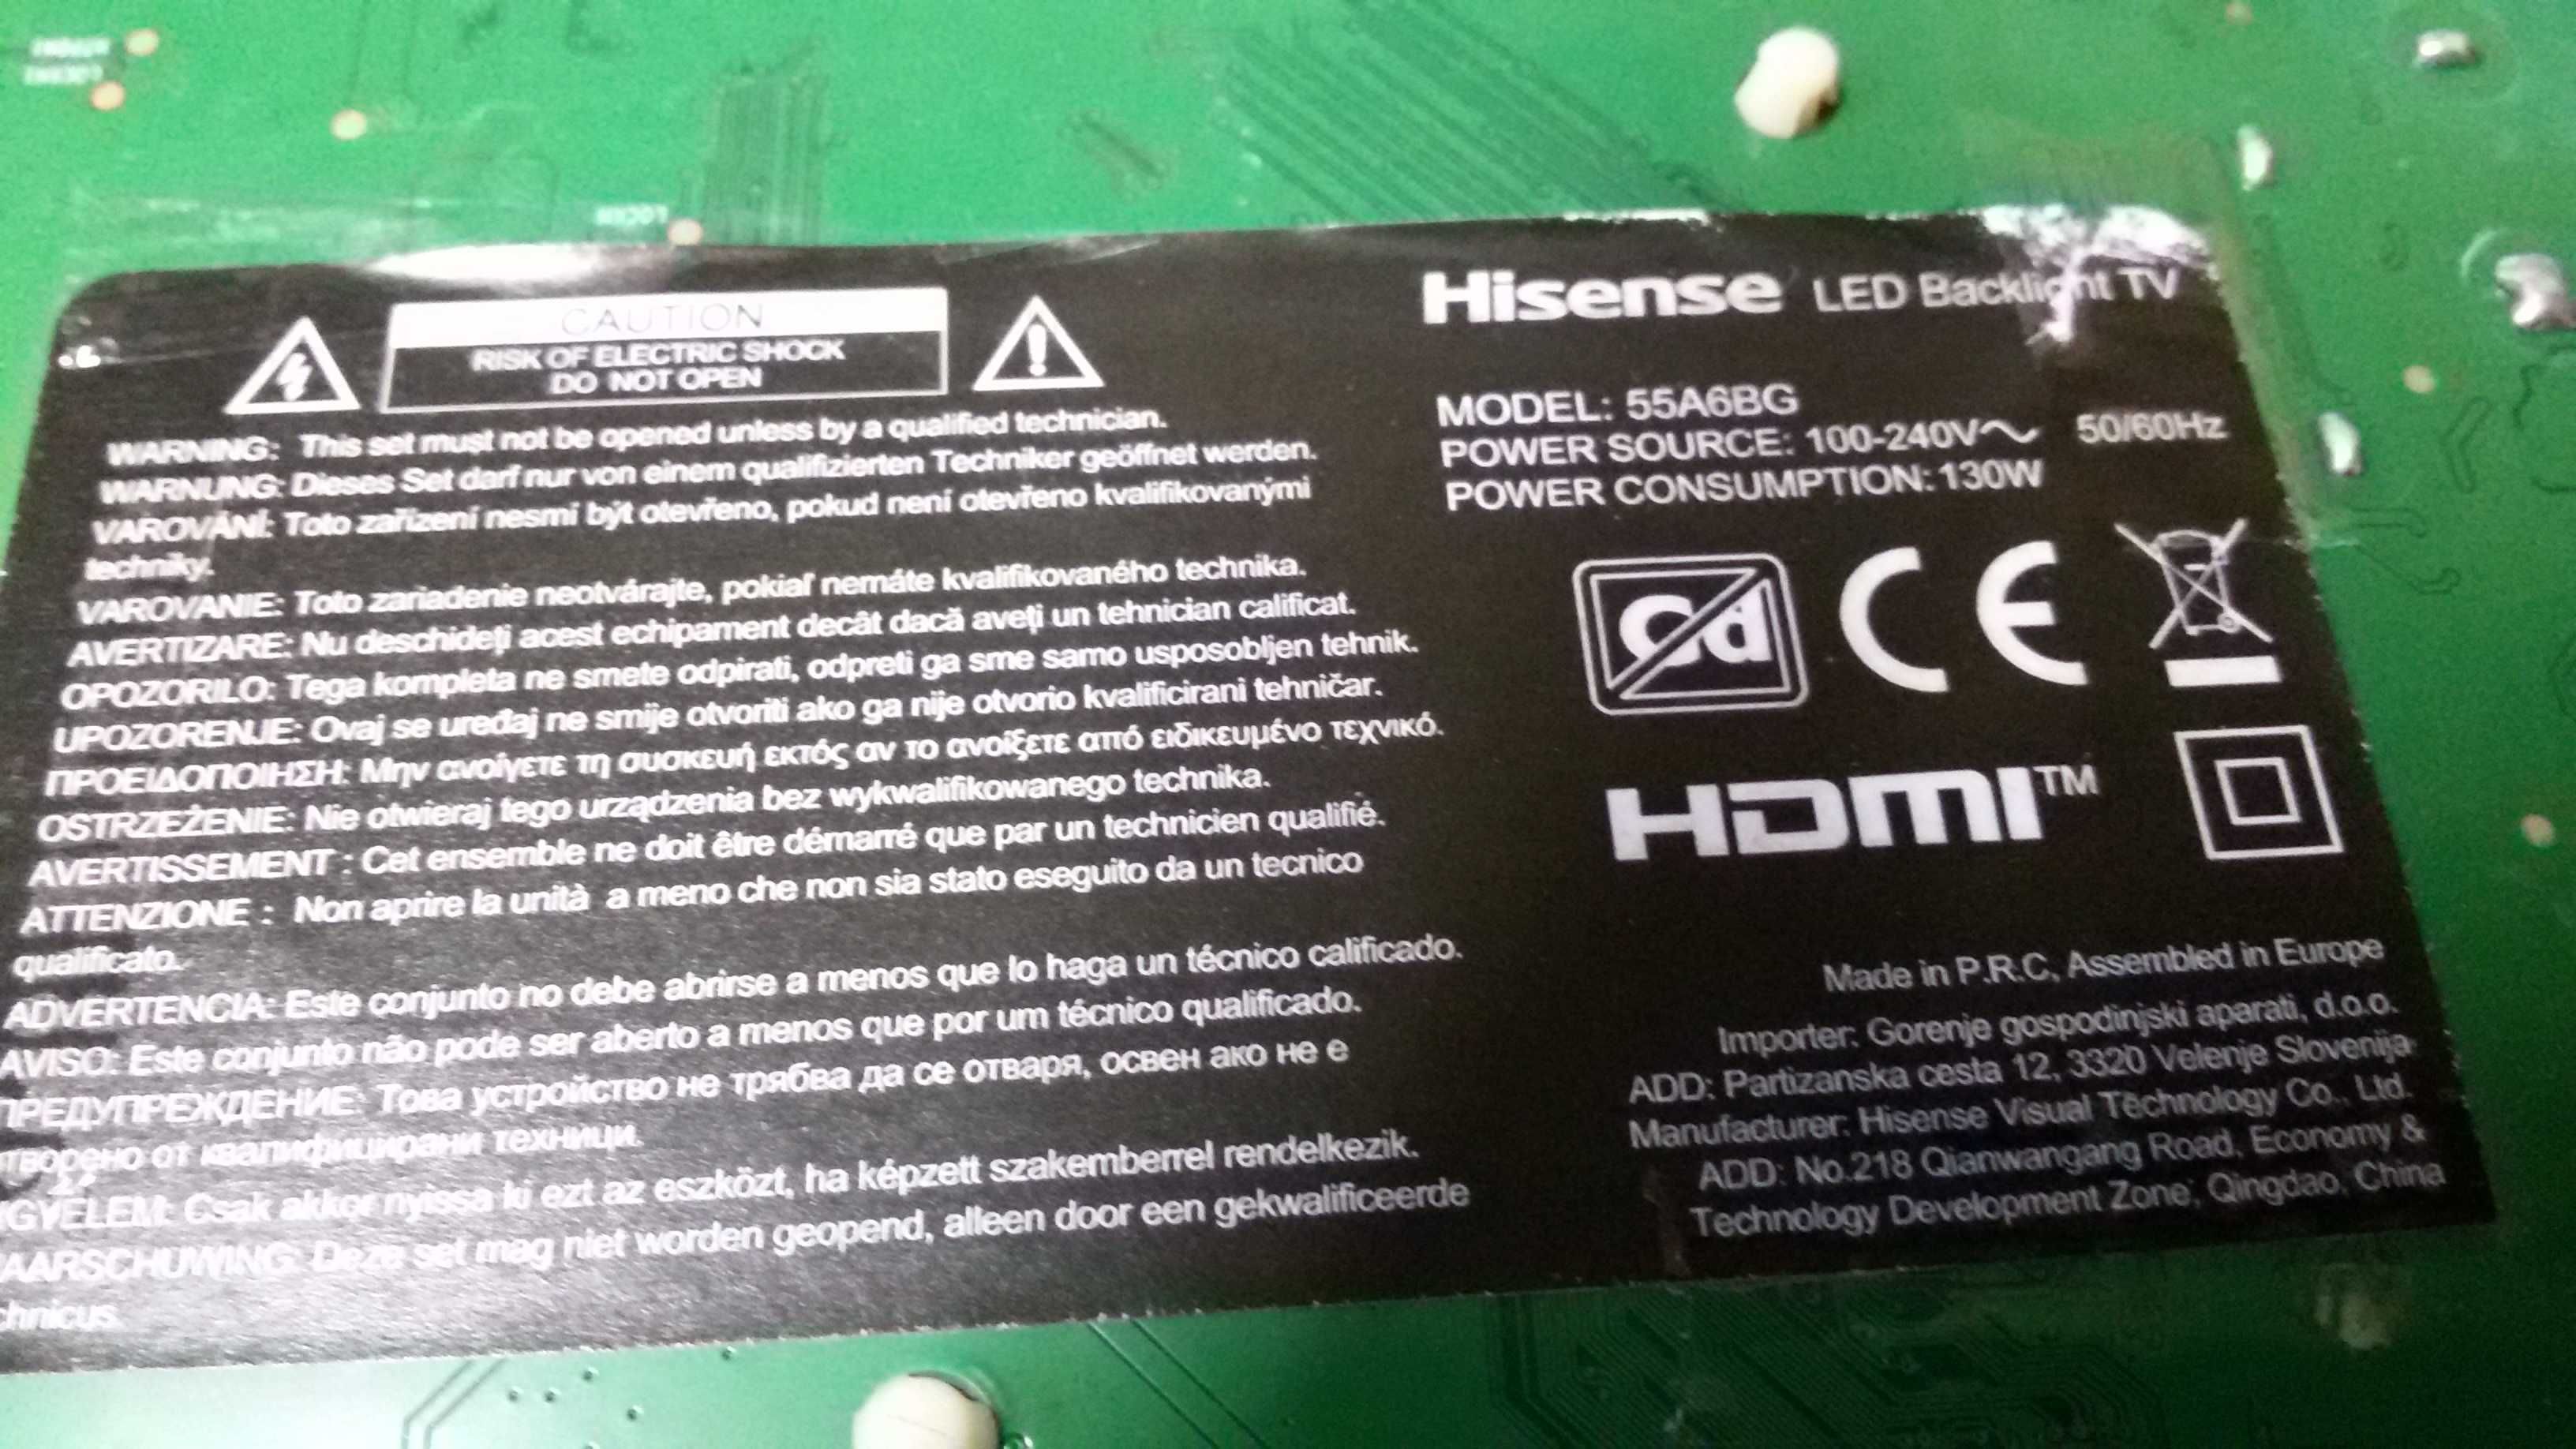 CAUTION
RISK OF ELECTRIC SHOCK
DO NOT OPEN
WARNING: This set must not be opened unless by a qualified technician.
WARNUNG: Dieses Set darf nur von einem qualifizierten Techniker geöffnet werden.
VAROVÁNÍ: Toto zařízení nesmí být otevřeno, pokud není otevřeno kvalifikovanými
techniky.
VAROVANIE: Toto zariadenie neotvárajte, pokiaľ nemáte kvalifikovaného technika.
AVERTIZARE: Nu deschideți acest echipament decât dacă aveți un tehnician calificat.
OPOZORILO: Tega kompleta ne smete odpirati, odpreti ga sme samo usposobljen tehnik.
UPOZORENJE: Ovaj se uređaj ne smije otvoriti ako ga nije otvorio kvalificirani tehničar.
ΠΡΟΕΙΔΟΠΟΙΗΣΗ: Μην ανοίγετε τη συσκευή εκτός αν το ανοίξετε από ειδικευμένο τεχνικό.
OSTRZEŻENIE: Nie otwieraj tego urządzenia bez wykwalifikowanego technika.
AVERTISSEMENT : Cet ensemble ne doit être démarré que par un technicien qualifié.
ATTENZIONE : Non aprire la unità a meno che non sia stato eseguito da un tecnico
qualificato.
ADVERTENCIA: Este conjunto no debe abrirse a menos que lo haga un técnico calificado.
AVISO: Este conjunto não pode ser aberto a menos que por um técnico qualificado.
ПРЕДУПРЕЖДЕНИЕ: Това устройство не трябва да се отваря, освен ако не е
творено от квалифицирани техници.
IGYELEM: Csak akkor nyissa ki ezt az eszközt, ha képzett szakemberrel rendelkezik.
AARSCHUWING: Deze set mag niet worden geopend, alleen door een gekwalificeerde
chnicus.
Hisense LED Backlight TV
MODEL: 55A6BG
POWER SOURCE: 100-240V~ 50/60Hz
POWER CONSUMPTION: 130W
Cd CE
HDMI™
Made in P.R.C, Assembled in Europe
Importer: Gorenje gospodinjski aparati, d.o.o.
ADD: Partizanska cesta 12, 3320 Velenje Slovenija
Manufacturer: Hisense Visual Technology Co., Ltd.
ADD: No.218 Qianwangang Road, Economy &
Technology Development Zone, Qingdao, China